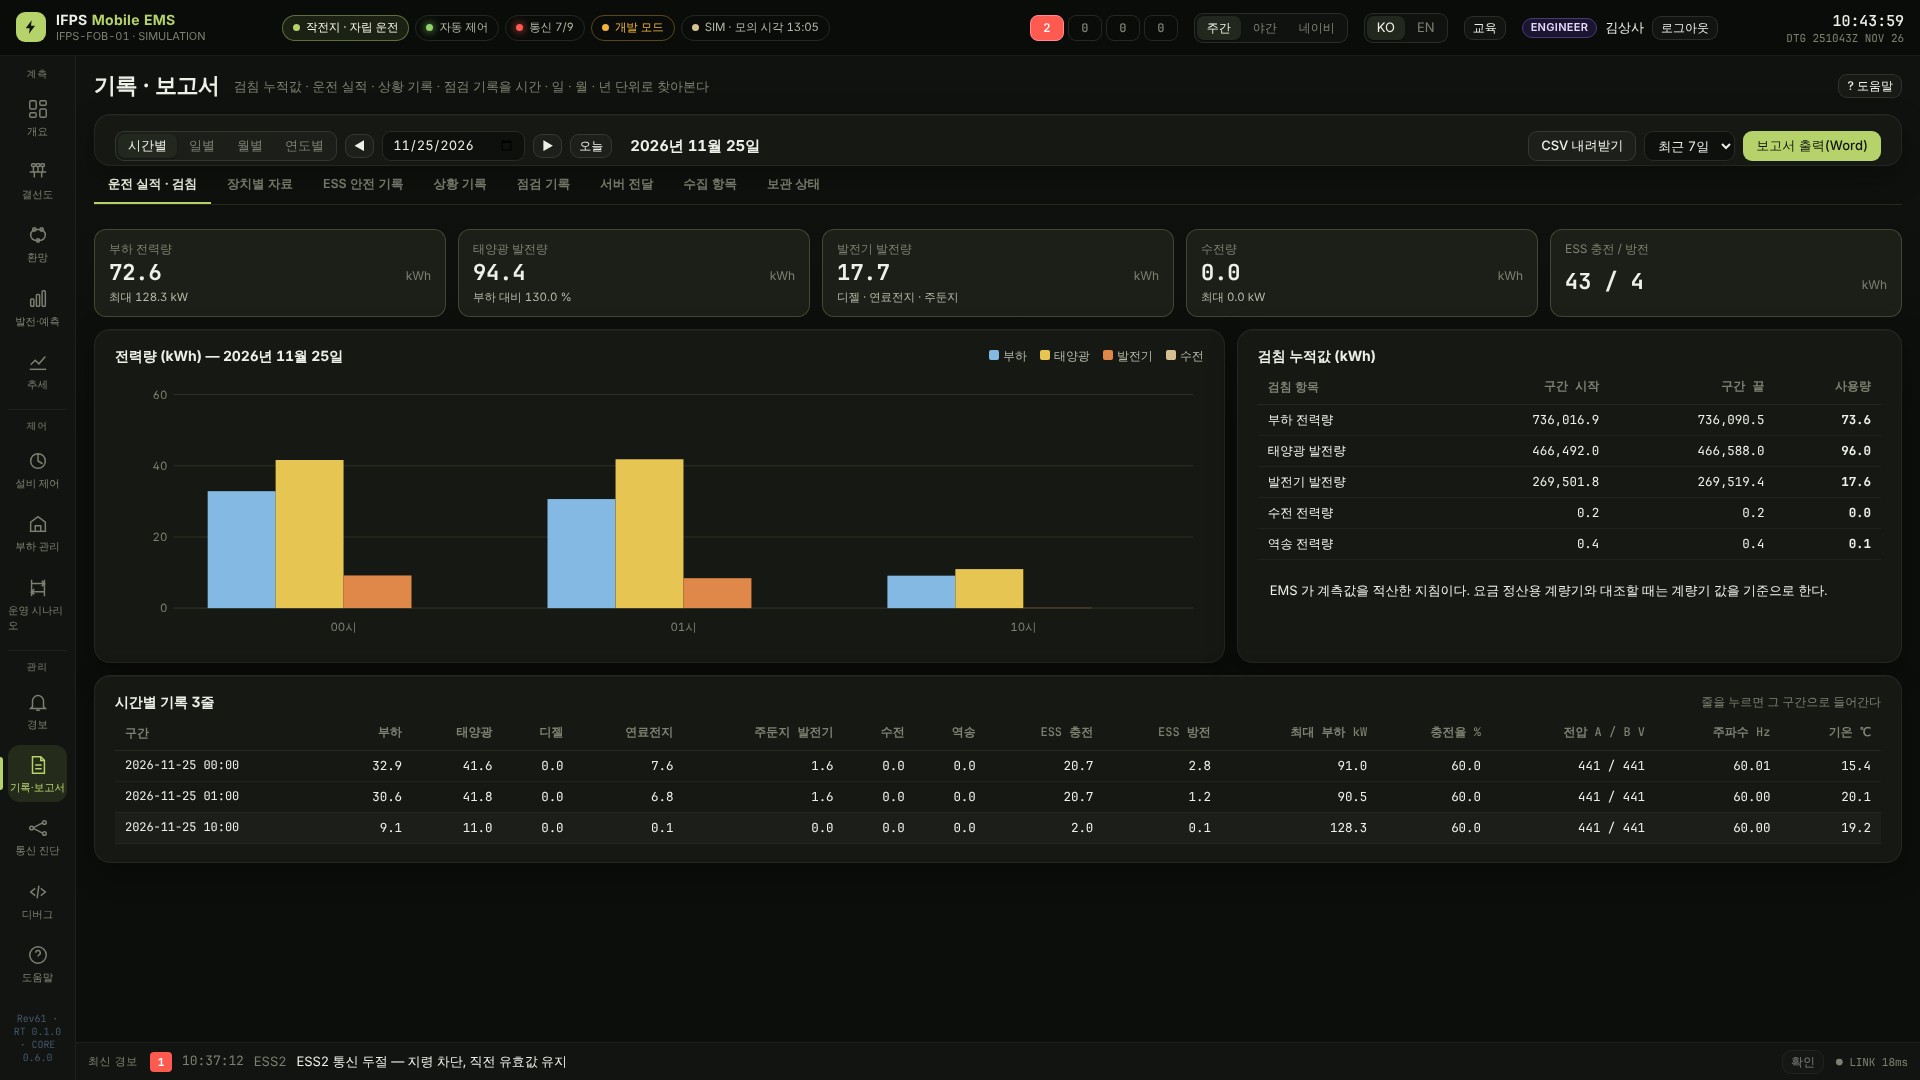 IFPS Mobile EMS
IFPS-FOB-01 · SIMULATION
작전지 · 자립 운전
자동 제어
통신 7/9
개발 모드
SIM · 모의 시각 13:05
2 0 0 0
주간 야간 네이비
KO EN
교육
ENGINEER 김상사 로그아웃
10:43:59
DTG 251043Z NOV 26
계측
개요
결선도
환망
발전·예측
추세
제어
설비 제어
부하 관리
운영 시나리오
관리
경보
기록·보고서
통신 진단
디버그
도움말
Rev61 ·
RT 0.1.0
· CORE
0.6.0
기록 · 보고서
검침 누적값 · 운전 실적 · 상황 기록 · 점검 기록을 시간 · 일 · 월 · 년 단위로 찾아본다
? 도움말
시간별 일별 월별 연도별 ◀ 11/25/2026 ▶ 오늘 2026년 11월 25일
CSV 내려받기 최근 7일 보고서 출력(Word)
운전 실적 · 검침 장치별 자료 ESS 안전 기록 상황 기록 점검 기록 서버 전달 수집 항목 보관 상태
부하 전력량
72.6 kWh
최대 128.3 kW
태양광 발전량
94.4 kWh
부하 대비 130.0 %
발전기 발전량
17.7 kWh
디젤 · 연료전지 · 주둔지
수전량
0.0 kWh
최대 0.0 kW
ESS 충전 / 방전
43 / 4 kWh
전력량 (kWh) — 2026년 11월 25일
부하 태양광 발전기 수전
60
40
20
0
00시 01시 10시
검침 누적값 (kWh)
검침 항목 구간 시작 구간 끝 사용량
부하 전력량 736,016.9 736,090.5 73.6
태양광 발전량 466,492.0 466,588.0 96.0
발전기 발전량 269,501.8 269,519.4 17.6
수전 전력량 0.2 0.2 0.0
역송 전력량 0.4 0.4 0.1
EMS 가 계측값을 적산한 지침이다. 요금 정산용 계량기와 대조할 때는 계량기 값을 기준으로 한다.
시간별 기록 3줄
줄을 누르면 그 구간으로 들어간다
구간 부하 태양광 디젤 연료전지 주둔지 발전기 수전 역송 ESS 충전 ESS 방전 최대 부하 kW 충전율 % 전압 A / B V 주파수 Hz 기온 ℃
2026-11-25 00:00 32.9 41.6 0.0 7.6 1.6 0.0 0.0 20.7 2.8 91.0 60.0 441 / 441 60.01 15.4
2026-11-25 01:00 30.6 41.8 0.0 6.8 1.6 0.0 0.0 20.7 1.2 90.5 60.0 441 / 441 60.00 20.1
2026-11-25 10:00 9.1 11.0 0.0 0.1 0.0 0.0 0.0 2.0 0.1 128.3 60.0 441 / 441 60.00 19.2
최신 경보 1 10:37:12 ESS2 ESS2 통신 두절 — 지령 차단, 직전 유효값 유지
확인 LINK 18ms